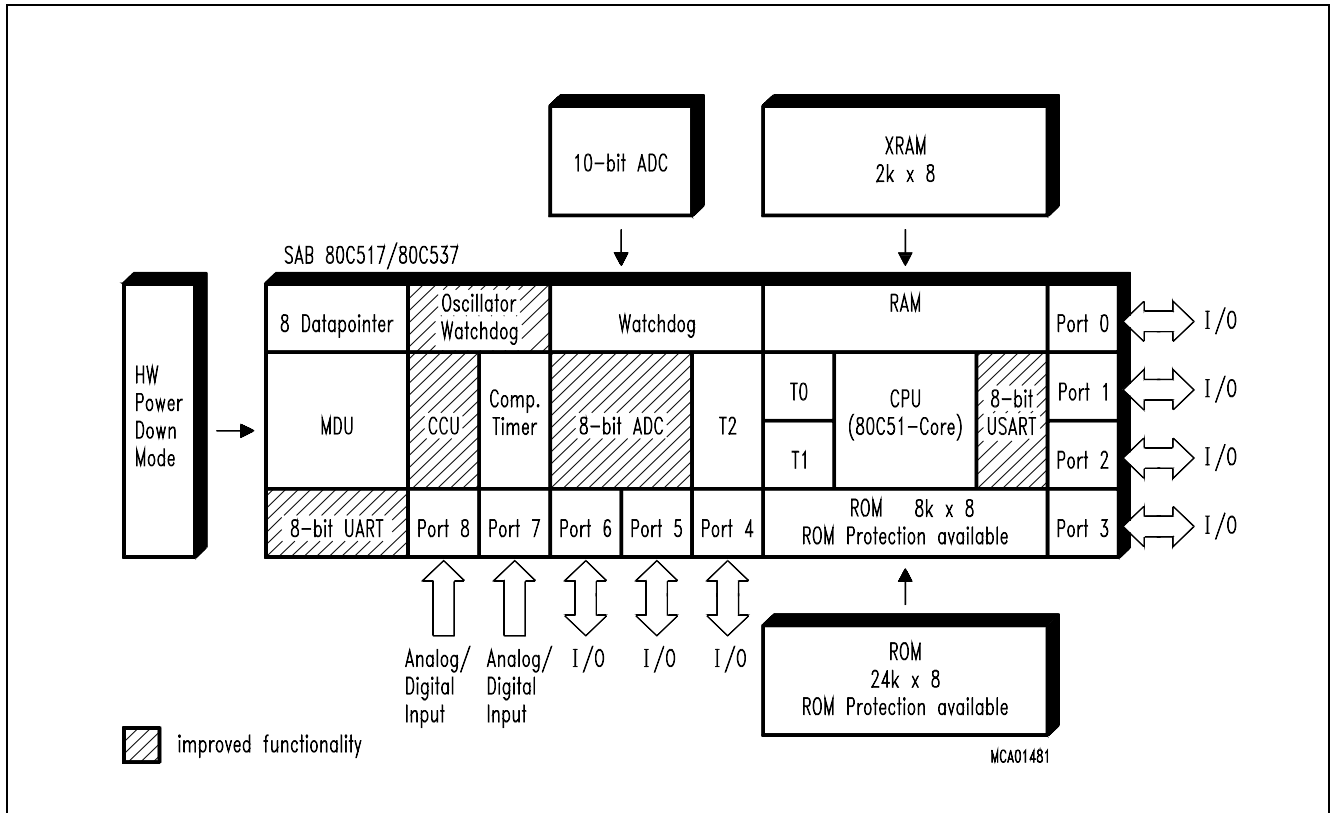 10-bit ADC
XRAM
2k x 8
SAB 80C517/80C537
HW
Power
Down
Mode
8 Datapointer
Oscillator
Watchdog
Watchdog
RAM
Port 0
I/O
MDU
CCU
Comp.
Timer
8-bit ADC
T2
T0
T1
CPU
(80C51-Core)
8-bit
USART
Port 1
I/O
Port 2
I/O
8-bit UART
Port 8
Port 7
Port 6
Port 5
Port 4
ROM 8k x 8
ROM Protection available
Port 3
I/O
Analog/
Digital
Input
Analog/
Digital
Input
I/O
I/O
I/O
ROM
24k x 8
ROM Protection available
improved functionality
MCA01481